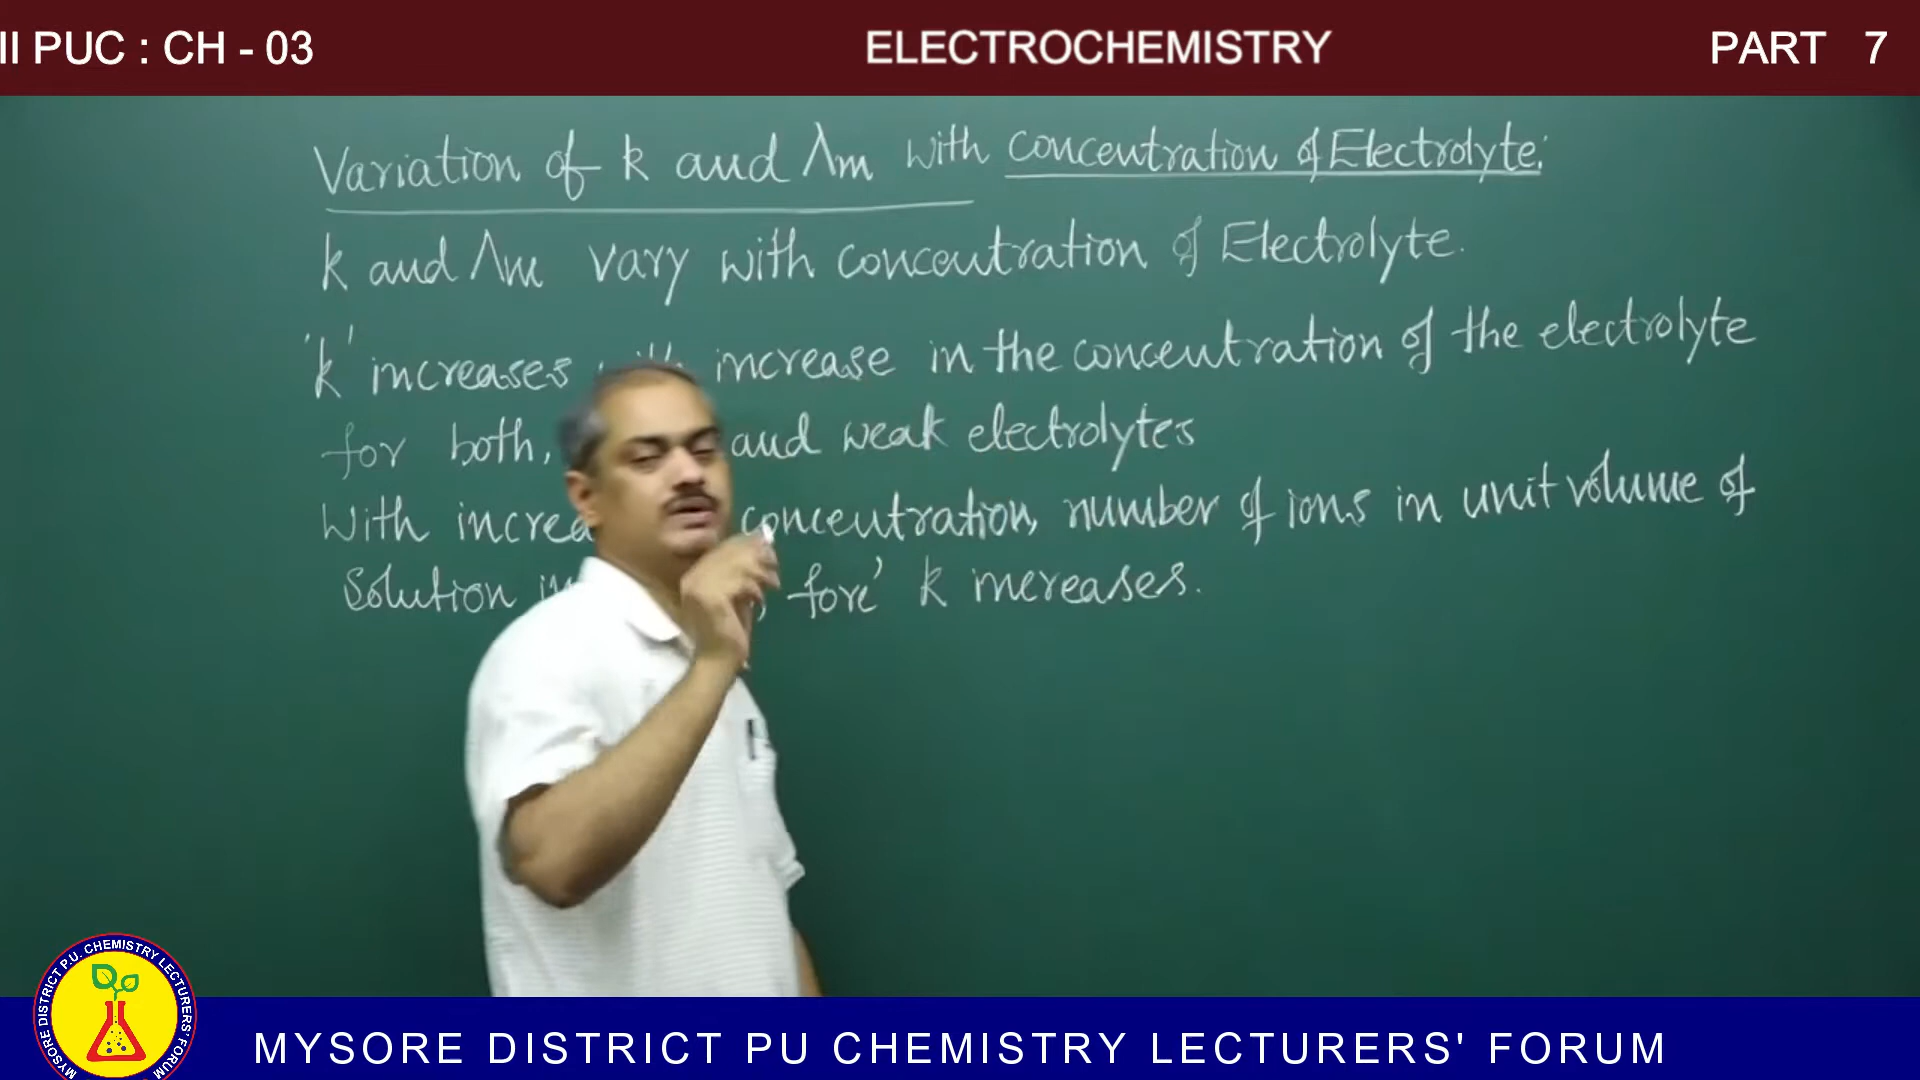 II PUC : CH - 03
ELECTROCHEMISTRY
PART 7
Variation of k and Λm with concentration of Electrolyte:
k and Λm vary with concentration of Electrolyte.
'k' increases increase in the concentration of the electrolyte
for both, and weak electrolytes
With concentration, number of ions in unit volume of
Solution fore' k increases.
MYSORE DISTRICT P.U. CHEMISTRY LECTURERS' FORUM
MYSORE DISTRICT PU CHEMISTRY LECTURERS' FORUM